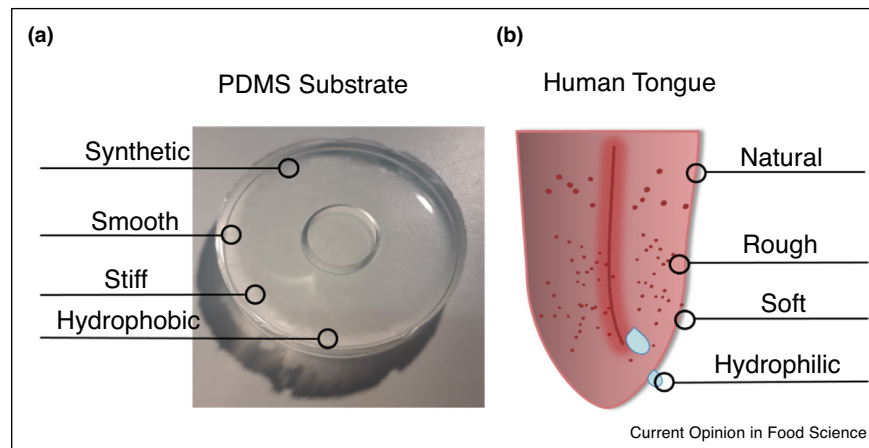 (a)
PDMS Substrate
Synthetic
Smooth
Stiff
Hydrophobic
(b)
Human Tongue
Natural
Rough
Soft
Hydrophilic
Current Opinion in Food Science